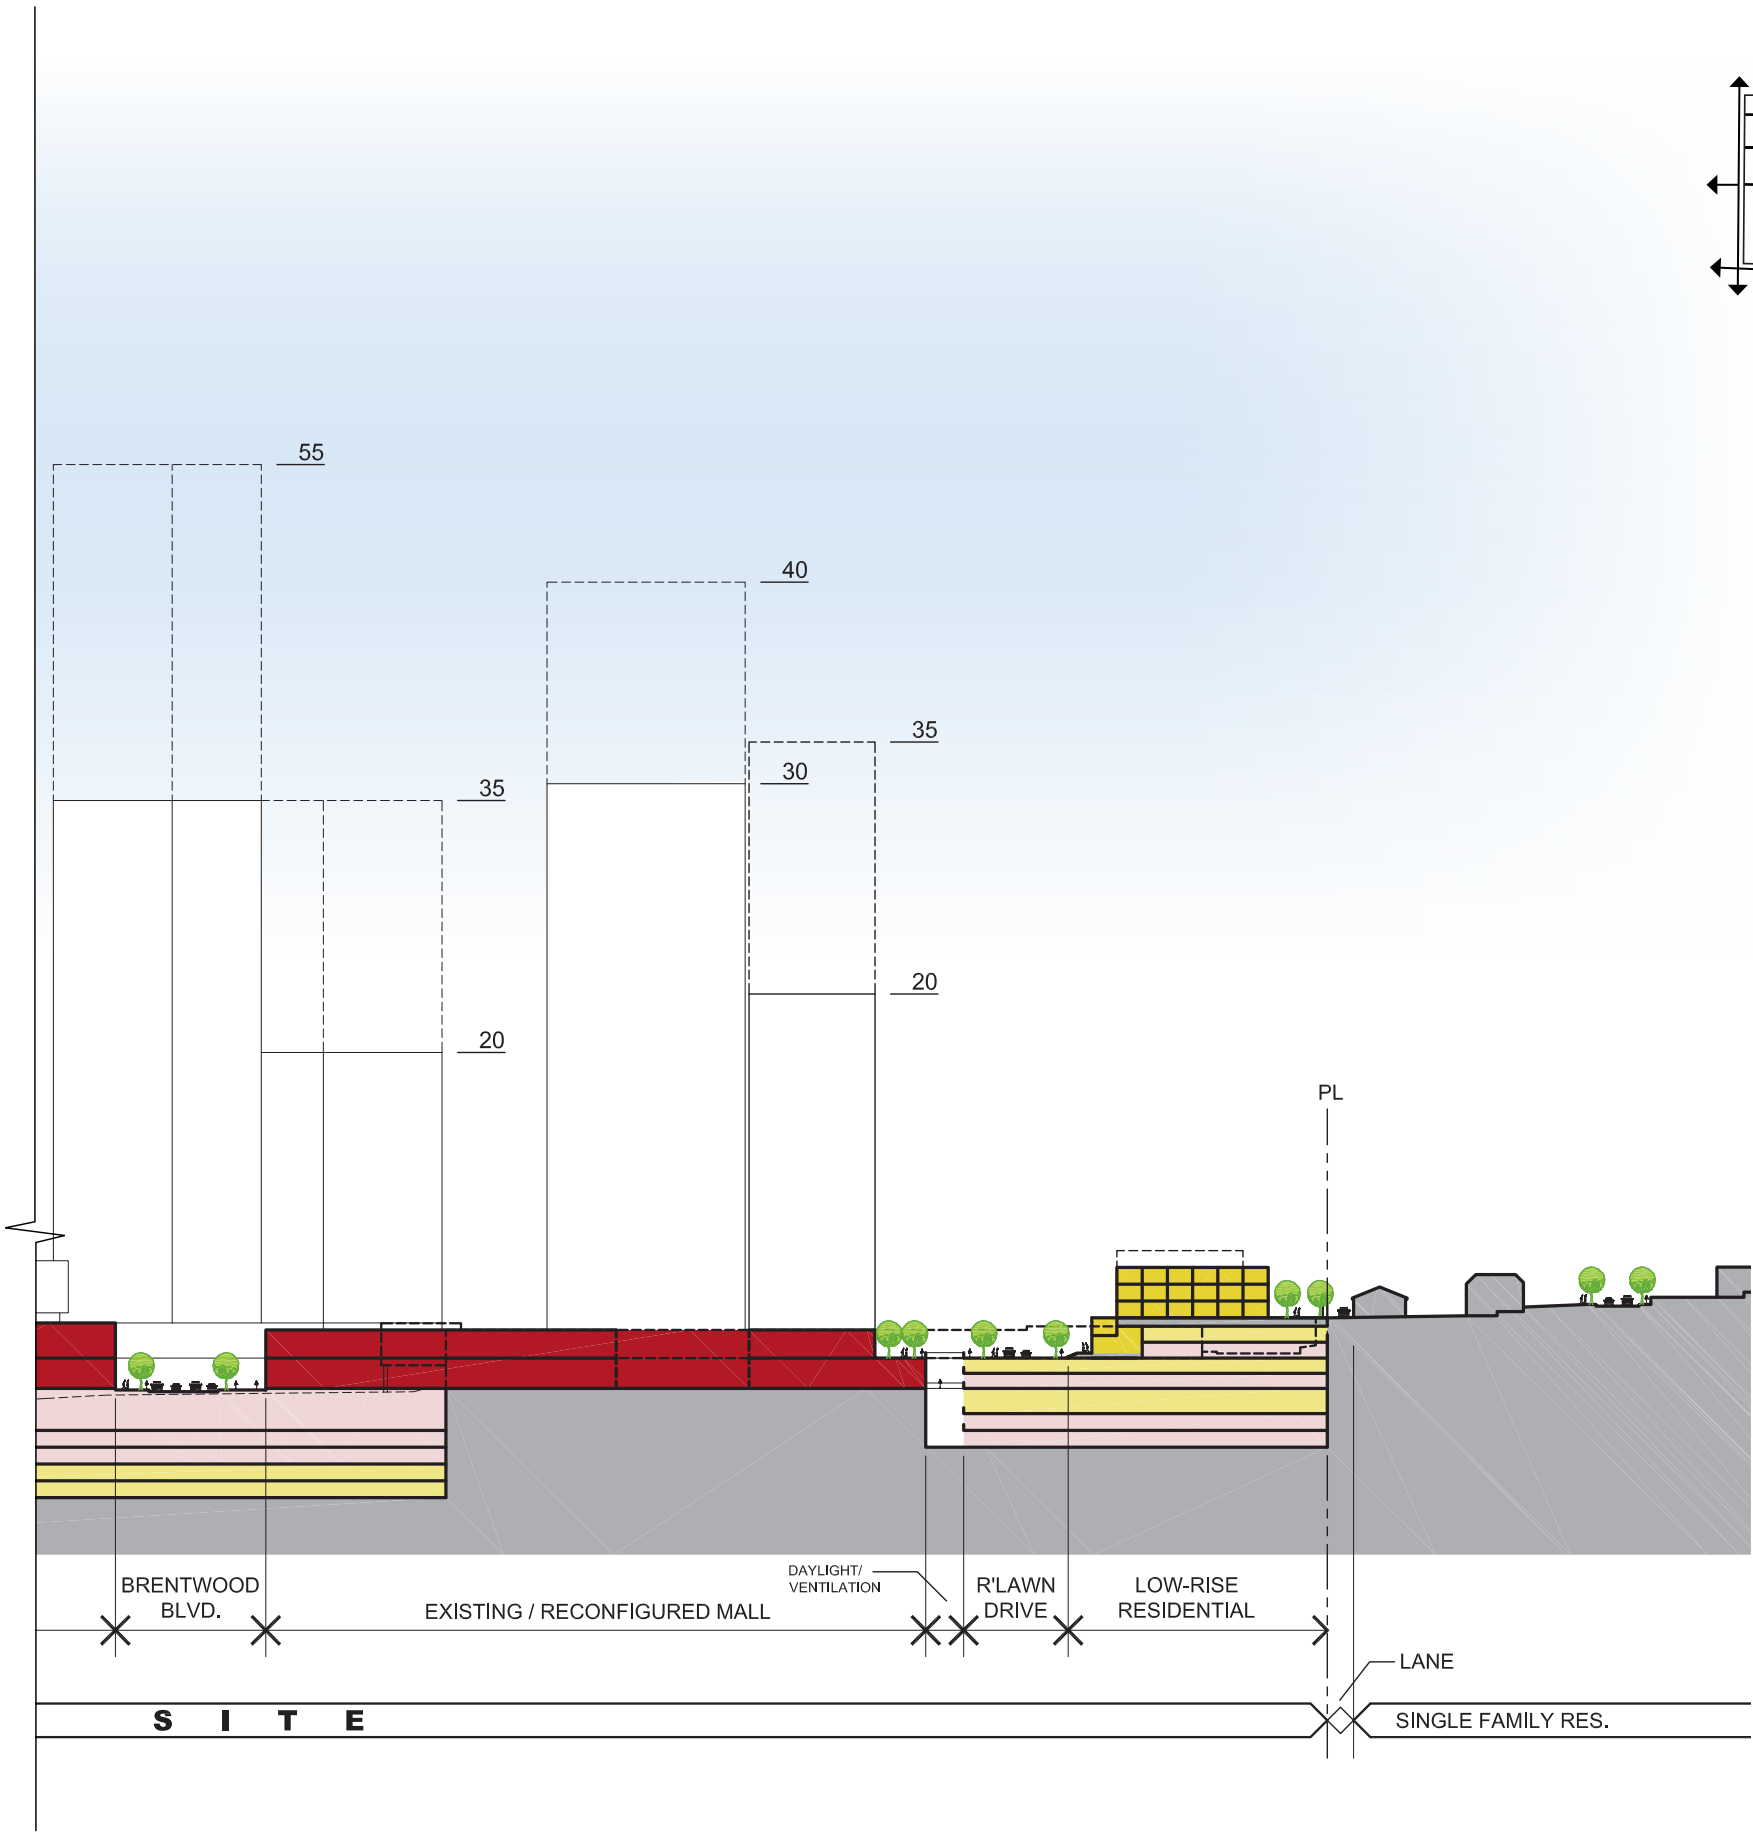 55
40
35
30
35
20
20
PL
BRENTWOOD
BLVD.
EXISTING / RECONFIGURED MALL
DAYLIGHT/
VENTILATION
R'LAWN
DRIVE
LOW-RISE
RESIDENTIAL
LANE
S I T E
SINGLE FAMILY RES.